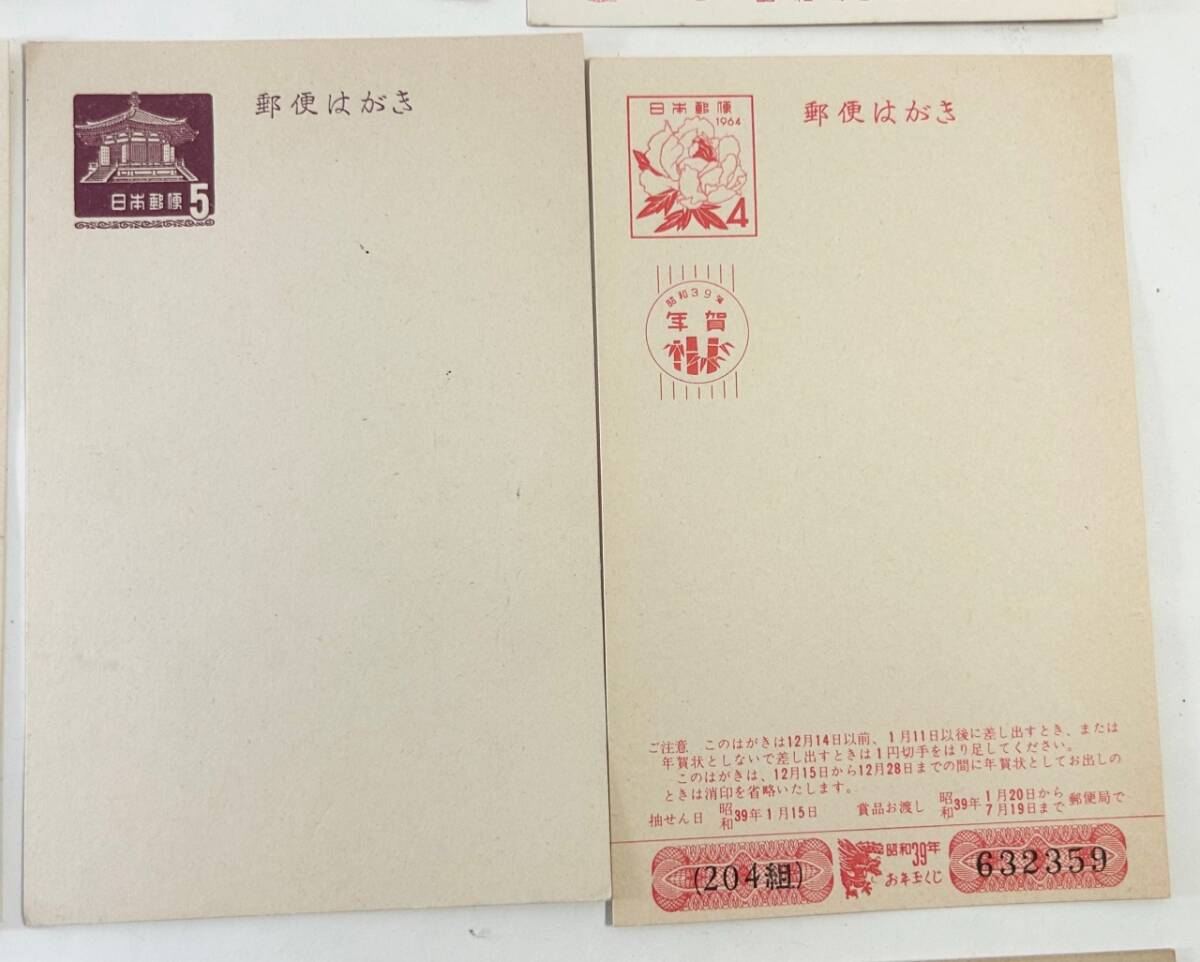 郵便はがき
日本郵便 5
郵便はがき
日本郵便
1964
4
昭和39年
年賀
ご注意 このはがきは12月14日以前、1月11日以後に差し出すとき、または
年賀状としないで差し出すときは1円切手をはり足してください。
このはがきは、12月15日から12月28日までの間に年賀状としてお出しの
ときは消印を省略いたします。
抽せん日 昭和39年1月15日 賞品お渡し 昭和39年1月20日から7月19日まで郵便局で
(204組)
昭和39年
お年玉くじ
632359